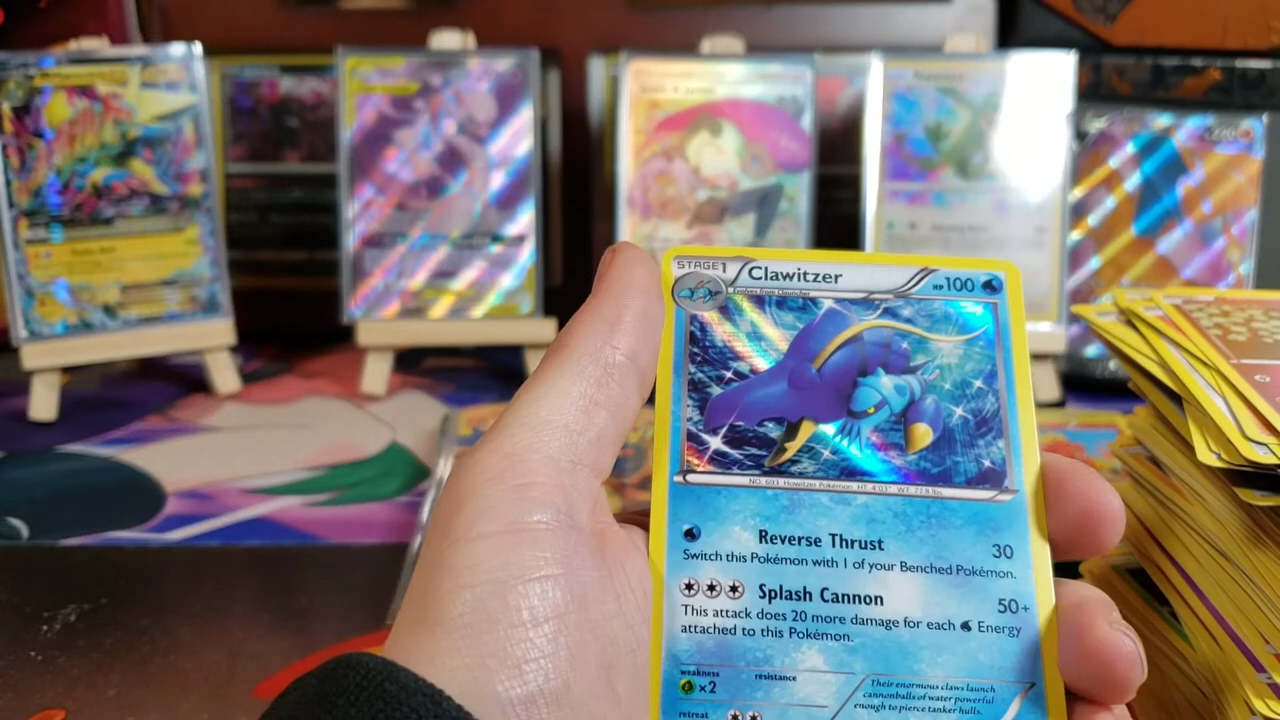 STAGE1
Clawitzer
HP 100
Evolves from Clauncher
NO. 693 Howitzer Pokémon HT: 4'03" WT: 77.8 lbs.
Reverse Thrust 30
Switch this Pokémon with 1 of your Benched Pokémon.
Splash Cannon 50+
This attack does 20 more damage for each Energy
attached to this Pokémon.
weakness
resistance
×2
retreat
Their enormous claws launch
cannonballs of water powerful
enough to pierce tanker hulls.